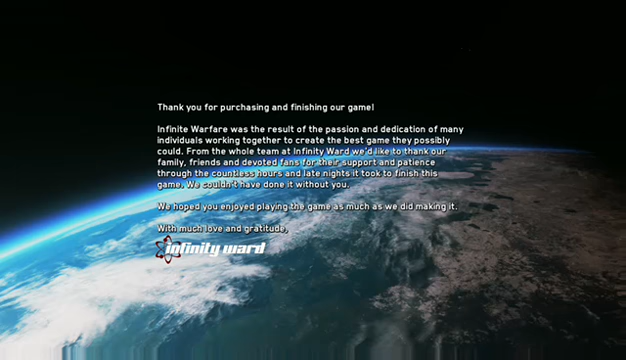 Thank you for purchasing and finishing our game!
Infinite Warfare was the result of the passion and dedication of many
individuals working together to create the best game they possibly
could. From the whole team at Infinity Ward we'd like to thank our
family, friends and devoted fans for their support and patience
through the countless hours and late nights it took to finish this
game. We couldn't have done it without you.
We hoped you enjoyed playing the game as much as we did making it.
With much love and gratitude,
infinity ward